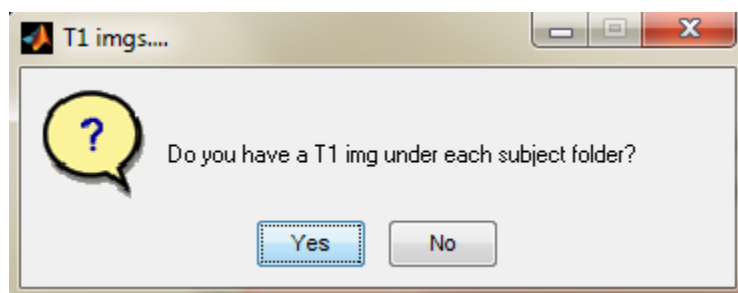 T1 imgs....
?
Do you have a T1 img under each subject folder?
Yes No